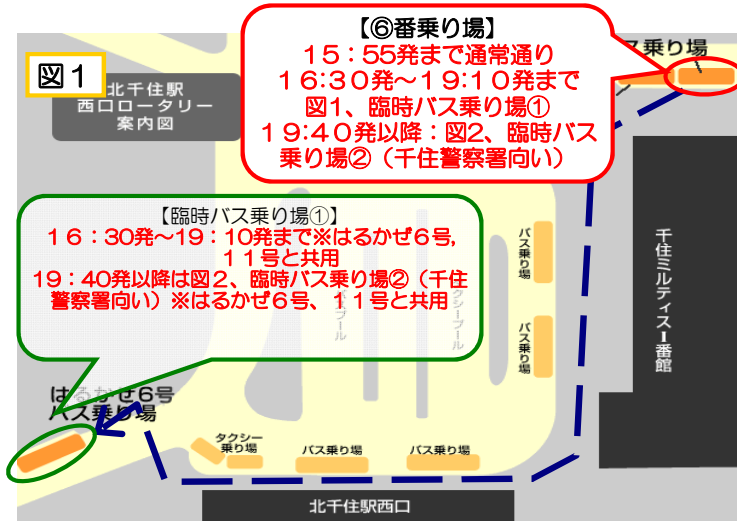 図１
北千住駅
西口ロータリー
案内図
【⑥番乗り場】
１５：５５発まで通常通り
１６:３０発～１９:１０発まで
図1、臨時バス乗り場①
１９:４０発以降：図2、臨時バス
乗り場②（千住警察署向い）
ス乗り場
【臨時バス乗り場①】
１６：30発～19：10発まで※はるかぜ６号,
１１号と共用
19：40発以降は図２、臨時バス乗り場②（千住
警察署向い）※はるかぜ６号、１１号と共用
バス乗り場
バス乗り場
スプール
クシープール
千住ミルディスⅠ番館
はるかぜ6号
バス乗り場
タクシー
乗り場
バス乗り場
バス乗り場
北千住駅西口